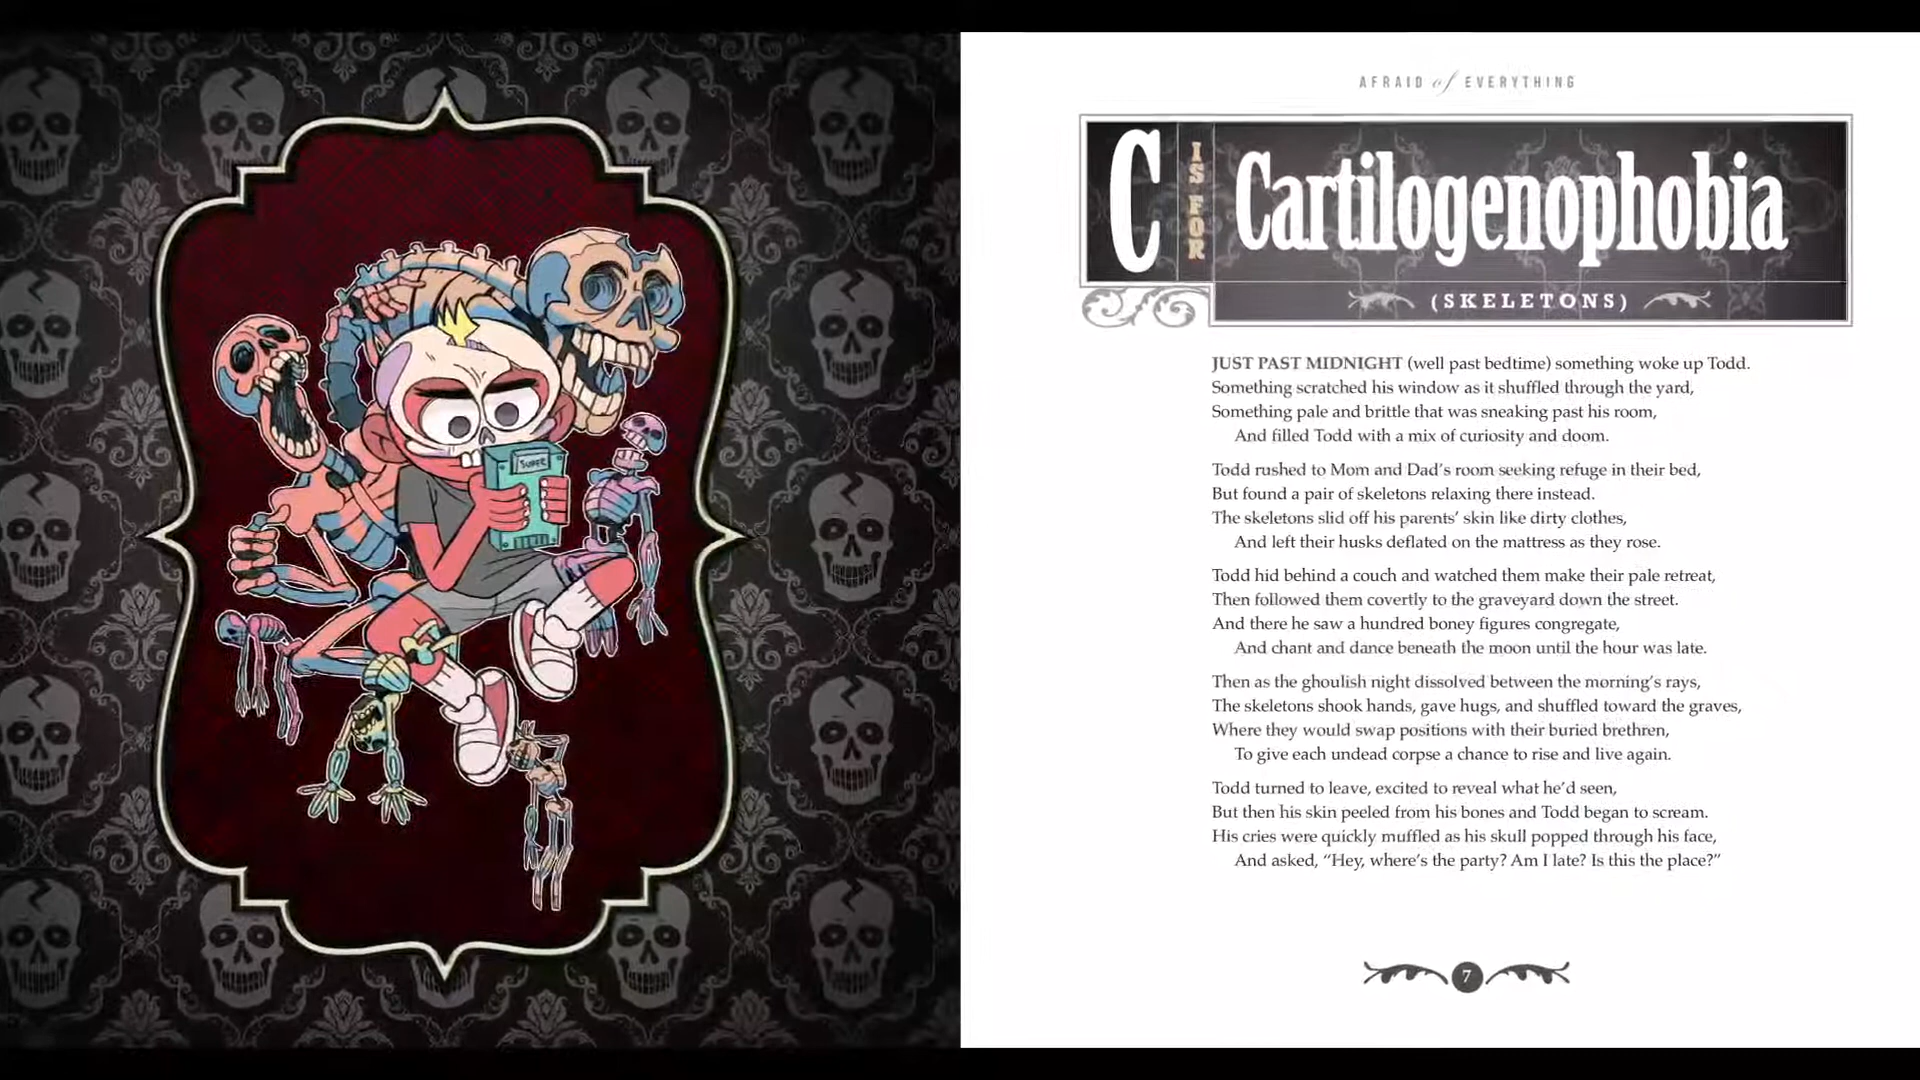 SUPER
AFRAID of EVERYTHING
C IS FOR Cartilogenophobia
(SKELETONS)
JUST PAST MIDNIGHT (well past bedtime) something woke up Todd.
Something scratched his window as it shuffled through the yard,
Something pale and brittle that was sneaking past his room,
And filled Todd with a mix of curiosity and doom.
Todd rushed to Mom and Dad's room seeking refuge in their bed,
But found a pair of skeletons relaxing there instead.
The skeletons slid off his parents' skin like dirty clothes,
And left their husks deflated on the mattress as they rose.
Todd hid behind a couch and watched them make their pale retreat,
Then followed them covertly to the graveyard down the street.
And there he saw a hundred boney figures congregate,
And chant and dance beneath the moon until the hour was late.
Then as the ghoulish night dissolved between the morning's rays,
The skeletons shook hands, gave hugs, and shuffled toward the graves,
Where they would swap positions with their buried brethren,
To give each undead corpse a chance to rise and live again.
Todd turned to leave, excited to reveal what he'd seen,
But then his skin peeled from his bones and Todd began to scream.
His cries were quickly muffled as his skull popped through his face,
And asked, “Hey, where's the party? Am I late? Is this the place?”
7